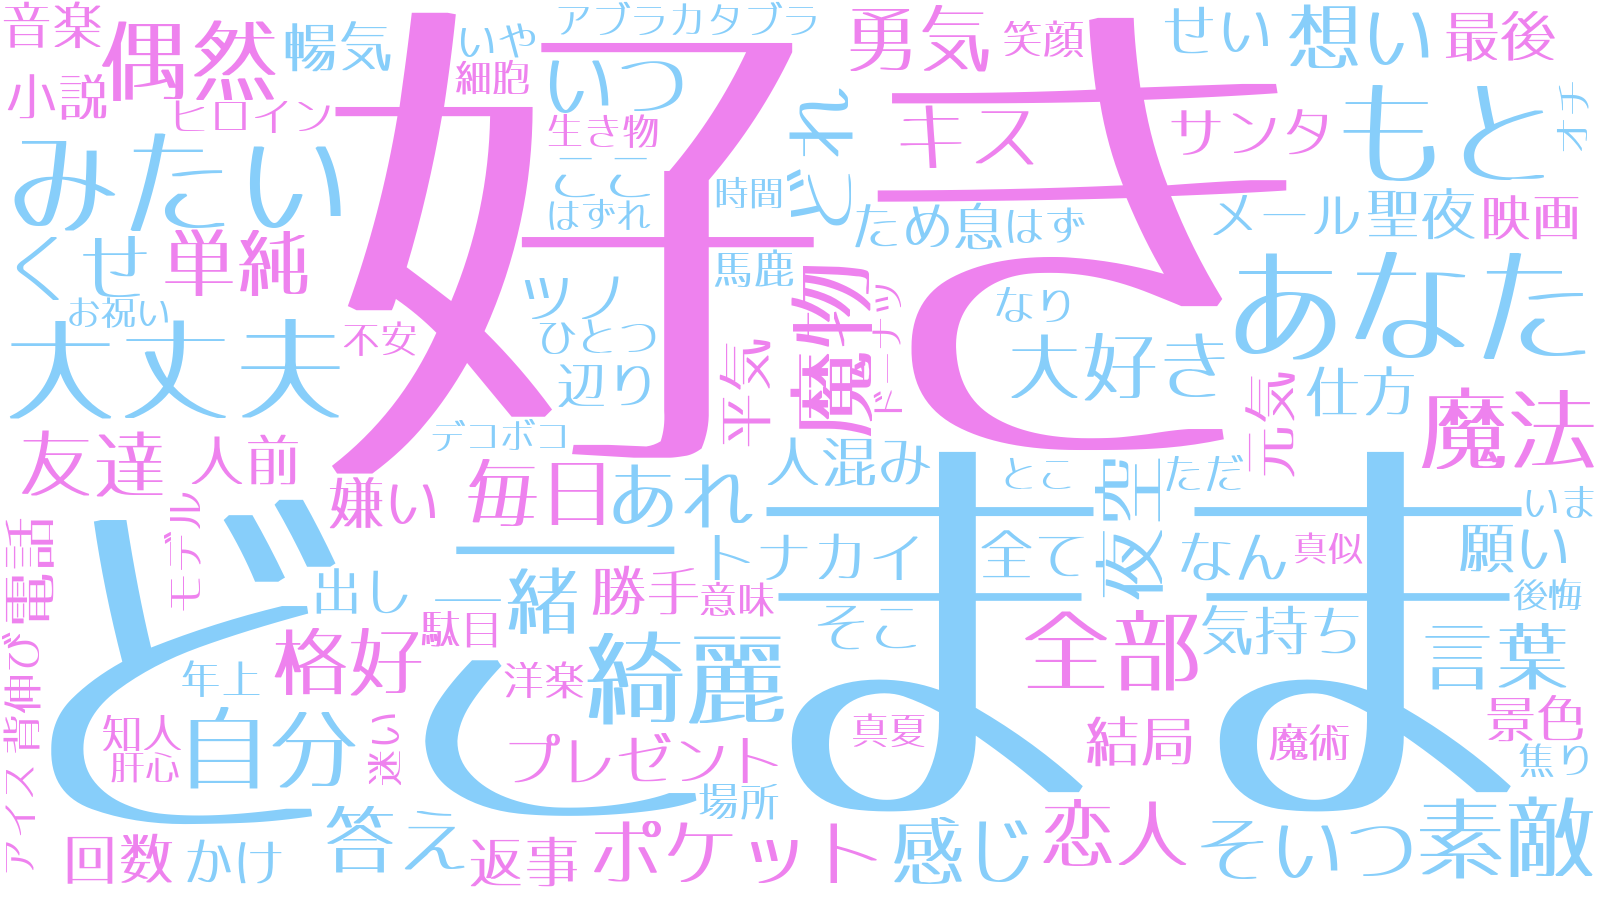 音楽
偶然
暢気
いや
アブラカタブラ
勇気
笑顔
せい
想い
最後
小説
ヒロイン
細胞
いつ
どれ
キス
サンタ
もと
オチ
みたい
好き
生き物
ここ
時間
はずれ
ため
息
はず
メール
聖夜
映画
くせ
単純
お祝い
ツノ
馬鹿
魔物
ドーナツ
なり
あなた
大丈夫
不安
ひとつ
辺り
平気
大好き
元気
仕方
魔法
友達
人前
デコボコ
嫌い
毎日
あれ
人混み
とこ
夜空
ただ
いま
電話
モデル
どこ
出し
一緒
トナカイ
まま
全て
なん
真似
願い
勝手
意味
後悔
背伸び
年上
格好
駄目
洋楽
綺麗
そこ
全部
気持ち
言葉
知人
肝心
自分
迷い
プレゼント
真夏
結局
魔術
景色
焦り
アイス
回数
かけ
答え
返事
場所
ポケット
感じ
恋人
そいつ
素敵